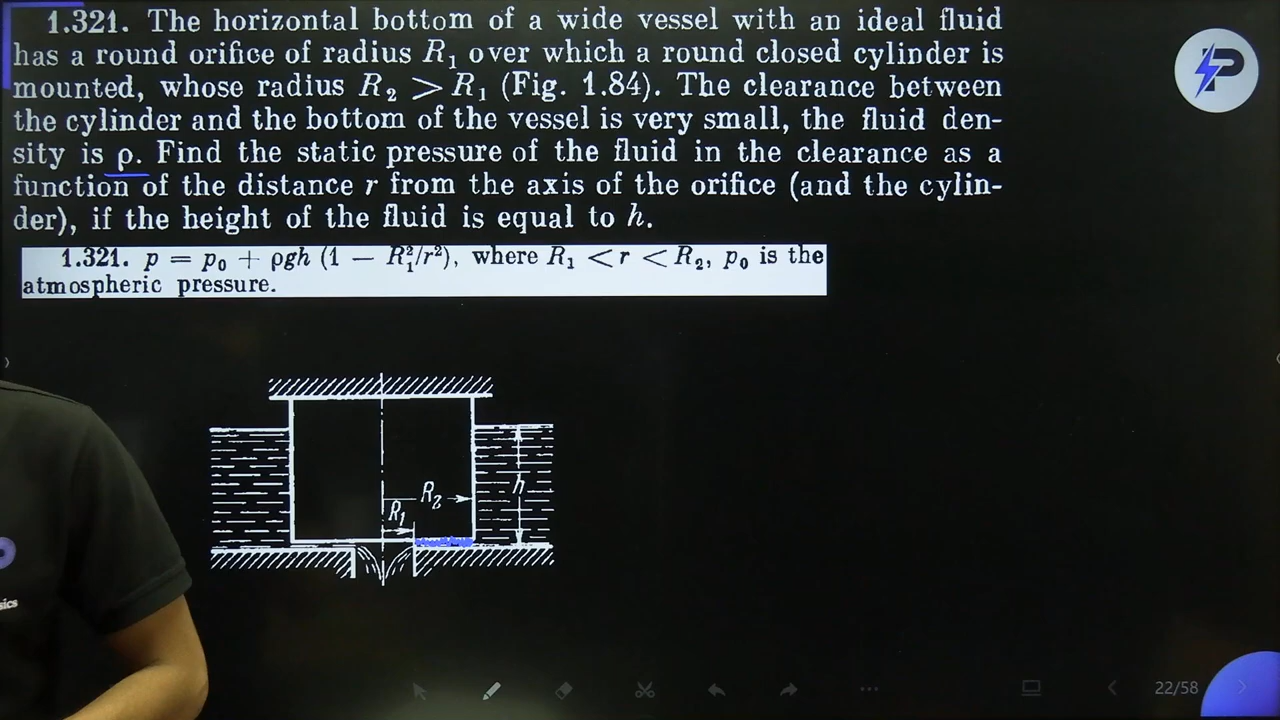 1.321. The horizontal bottom of a wide vessel with an ideal fluid
has a round orifice of radius R₁ over which a round closed cylinder is
mounted, whose radius R₂ > R₁ (Fig. 1.84). The clearance between
the cylinder and the bottom of the vessel is very small, the fluid den-
sity is ρ. Find the static pressure of the fluid in the clearance as a
function of the distance r from the axis of the orifice (and the cylin-
der), if the height of the fluid is equal to h.
1.321. p = p₀ + ρgh (1 − R₁²/r²), where R₁ < r < R₂, p₀ is the
atmospheric pressure.
R₂
h
R₁
sics
22/58